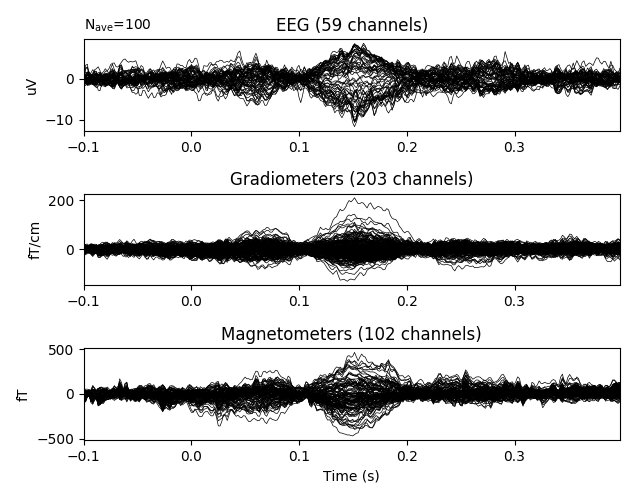 N_ave=100
EEG (59 channels)
uV
0
−10
−0.1 0.0 0.1 0.2 0.3
Gradiometers (203 channels)
fT/cm
200
0
−0.1 0.0 0.1 0.2 0.3
Magnetometers (102 channels)
fT
500
0
−500
−0.1 0.0 0.1 0.2 0.3
Time (s)